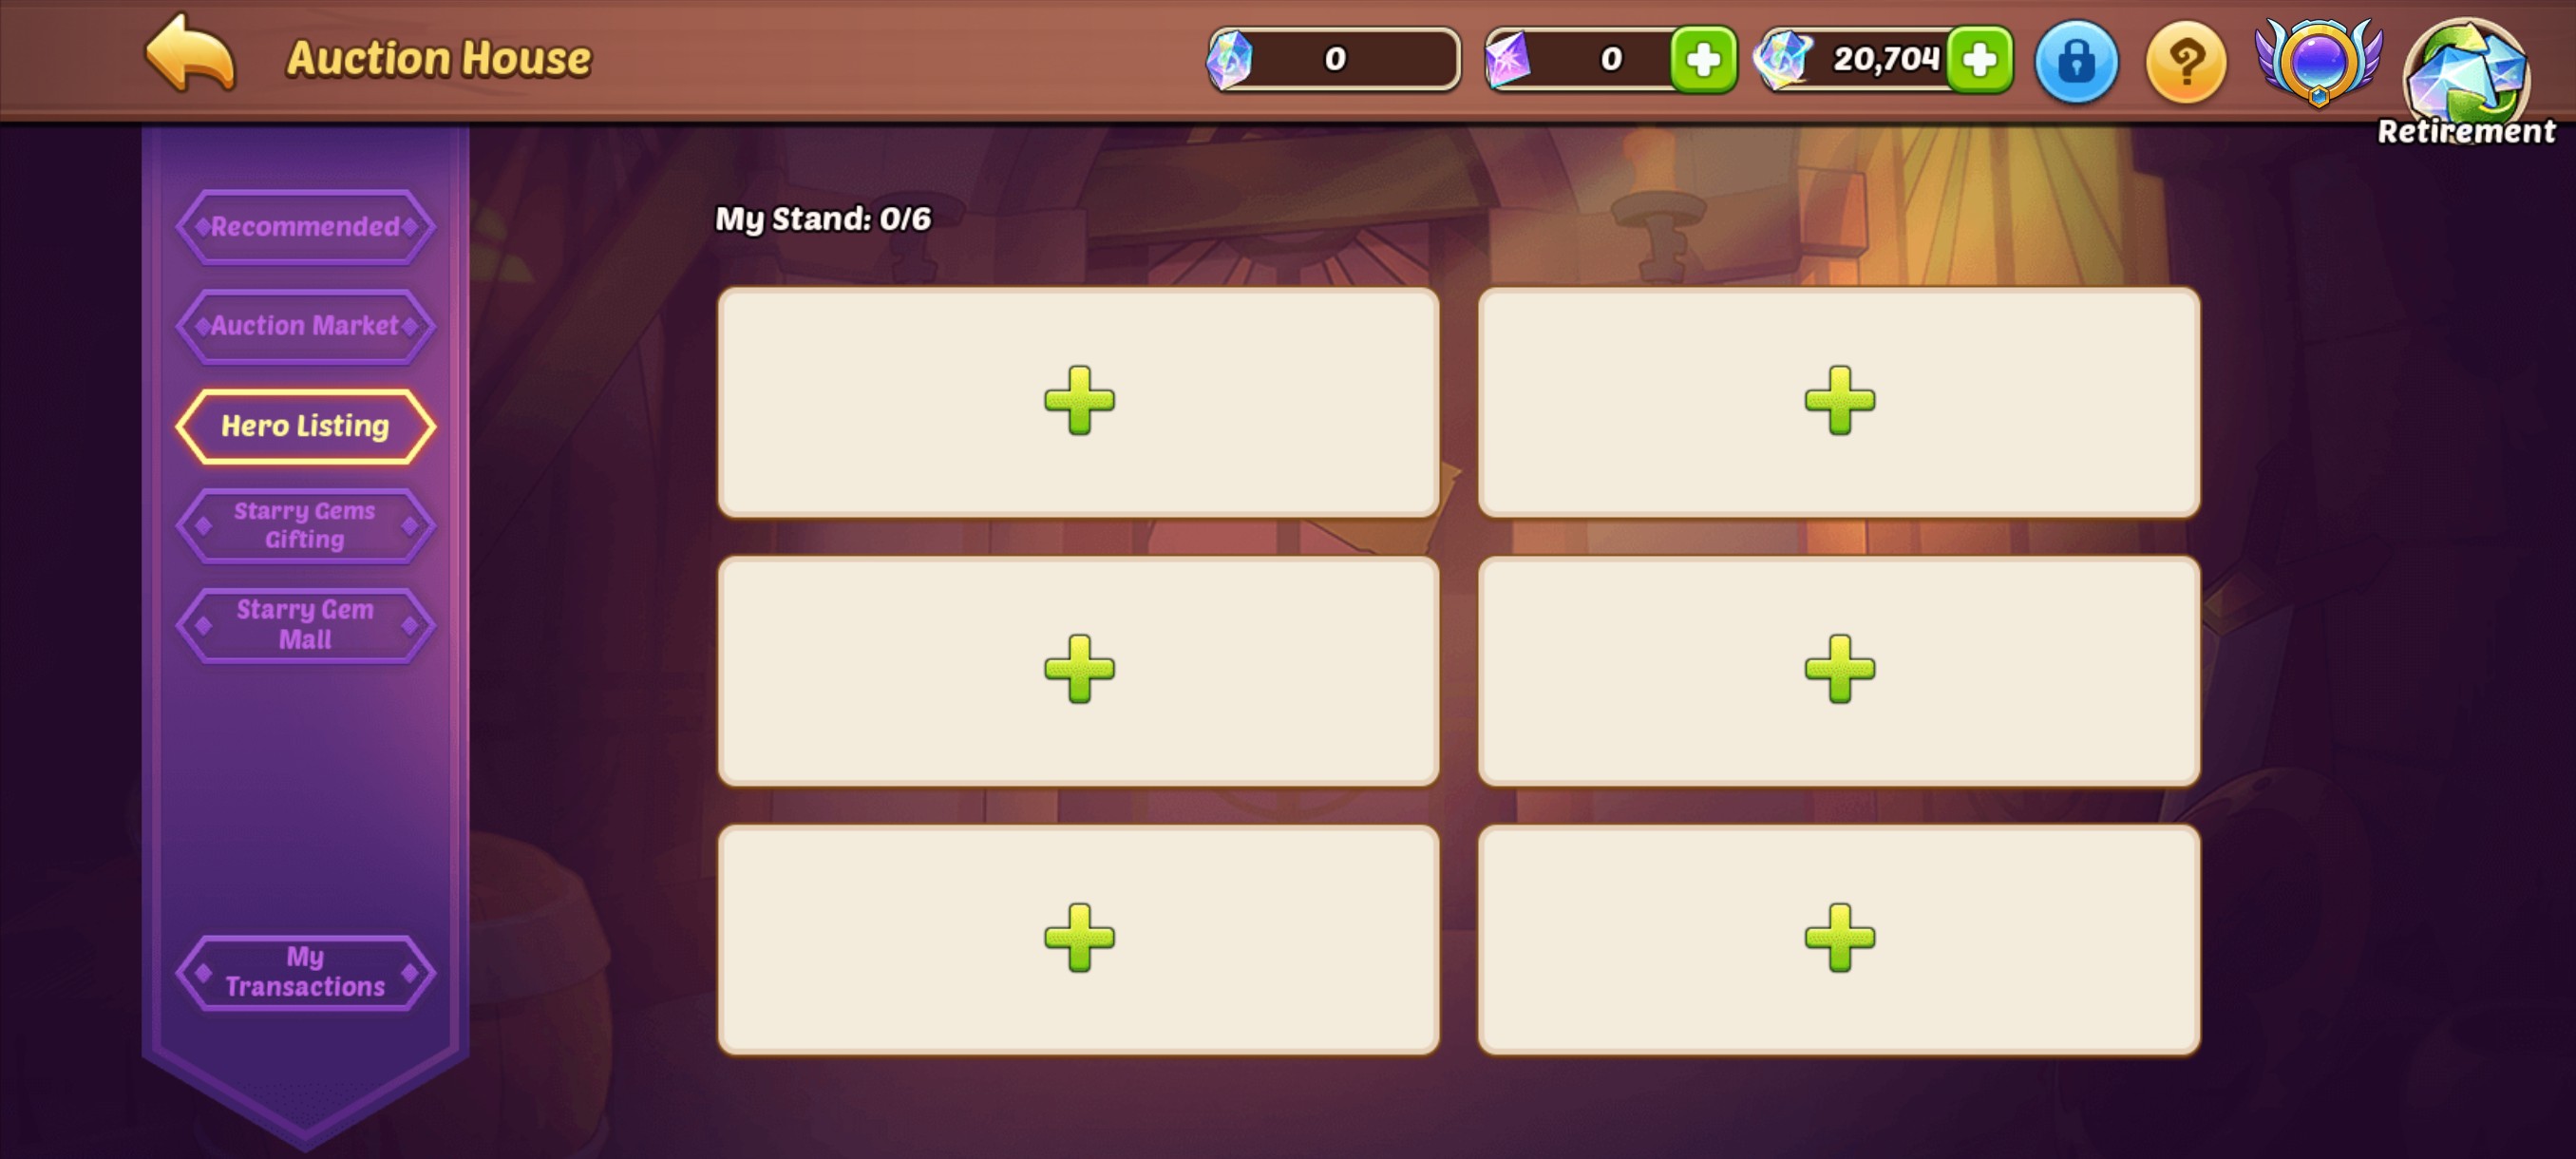 Auction House
0
0
20,704
Retirement
Recommended
Auction Market
Hero Listing
Starry Gems
Gifting
Starry Gem
Mall
My
Transactions
My Stand: 0/6